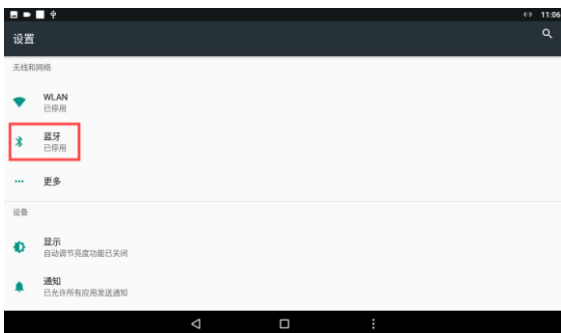 11:06
设置
无线和网络
WLAN
已停用
蓝牙
已停用
更多
设备
显示
自动调节亮度功能已关闭
通知
已允许所有应用发送通知